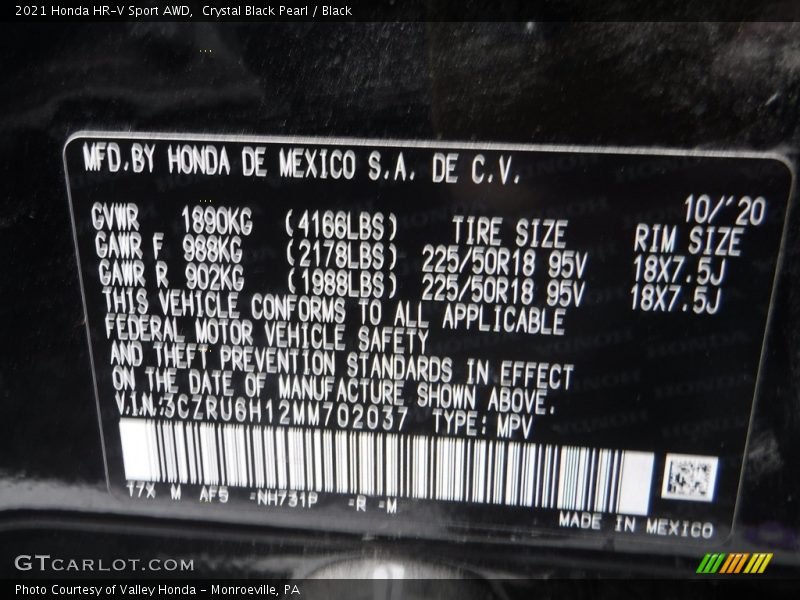 2021 Honda HR-V Sport AWD, Crystal Black Pearl / Black
MFD.BY HONDA DE MEXICO S.A. DE C.V.
10/'20
GVWR 1890KG (4166LBS) TIRE SIZE RIM SIZE
GAWR F 988KG (2178LBS) 225/50R18 95V 18X7.5J
GAWR R 902KG (1988LBS) 225/50R18 95V 18X7.5J
THIS VEHICLE CONFORMS TO ALL APPLICABLE
FEDERAL MOTOR VEHICLE SAFETY
AND THEFT PREVENTION STANDARDS IN EFFECT
ON THE DATE OF MANUFACTURE SHOWN ABOVE.
V.I.N.:3CZRU6H12MM702037 TYPE: MPV
T7X M AF5 =NH731P =R =M
MADE IN MEXICO
GTCARLOT.COM
Photo Courtesy of Valley Honda - Monroeville, PA